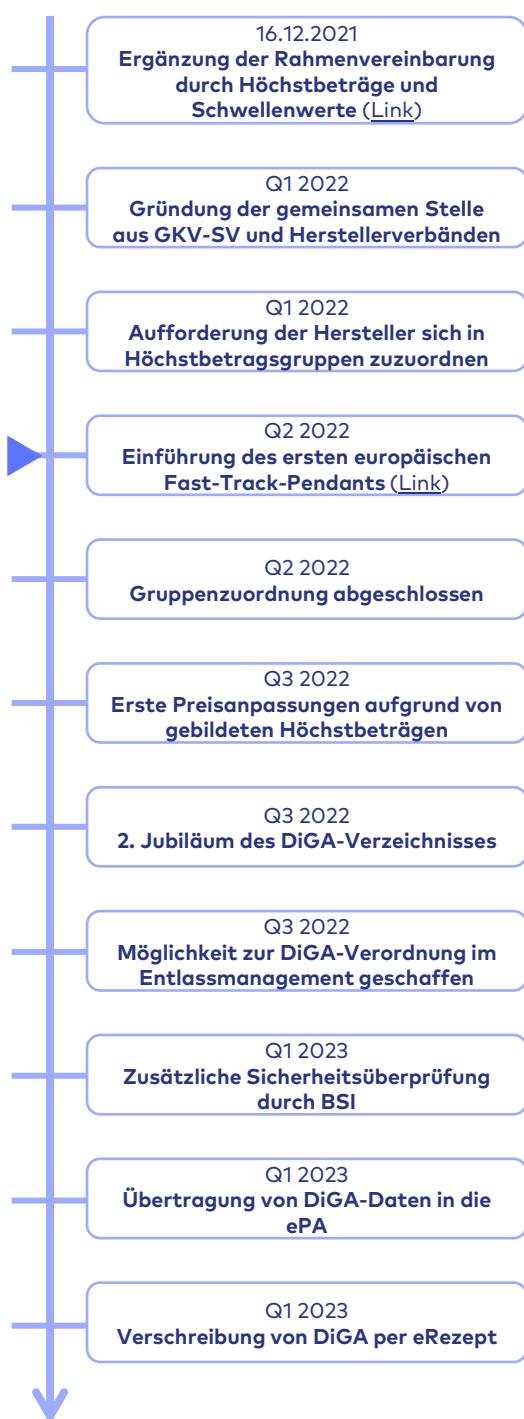 16.12.2021
Ergänzung der Rahmenvereinbarung
durch Höchstbeträge und
Schwellenwerte (Link)
Q1 2022
Gründung der gemeinsamen Stelle
aus GKV-SV und Herstellerverbänden
Q1 2022
Aufforderung der Hersteller sich in
Höchstbetragsgruppen zuzuordnen
Q2 2022
Einführung des ersten europäischen
Fast-Track-Pendants (Link)
Q2 2022
Gruppenzuordnung abgeschlossen
Q3 2022
Erste Preisanpassungen aufgrund von
gebildeten Höchstbeträgen
Q3 2022
2. Jubiläum des DiGA-Verzeichnisses
Q3 2022
Möglichkeit zur DiGA-Verordnung im
Entlassmanagement geschaffen
Q1 2023
Zusätzliche Sicherheitsüberprüfung
durch BSI
Q1 2023
Übertragung von DiGA-Daten in die
ePA
Q1 2023
Verschreibung von DiGA per eRezept